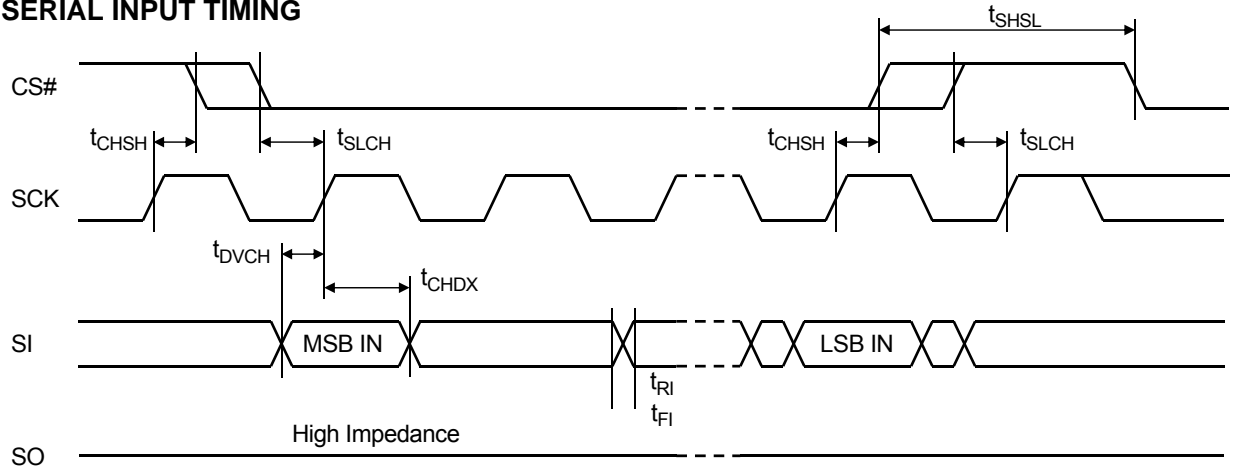 SERIAL INPUT TIMING
tSHSL
CS#
tCHSH
tSLCH
tCHSH
tSLCH
SCK
tDVCH
tCHDX
SI
MSB IN
LSB IN
tRI
tFI
High Impedance
SO